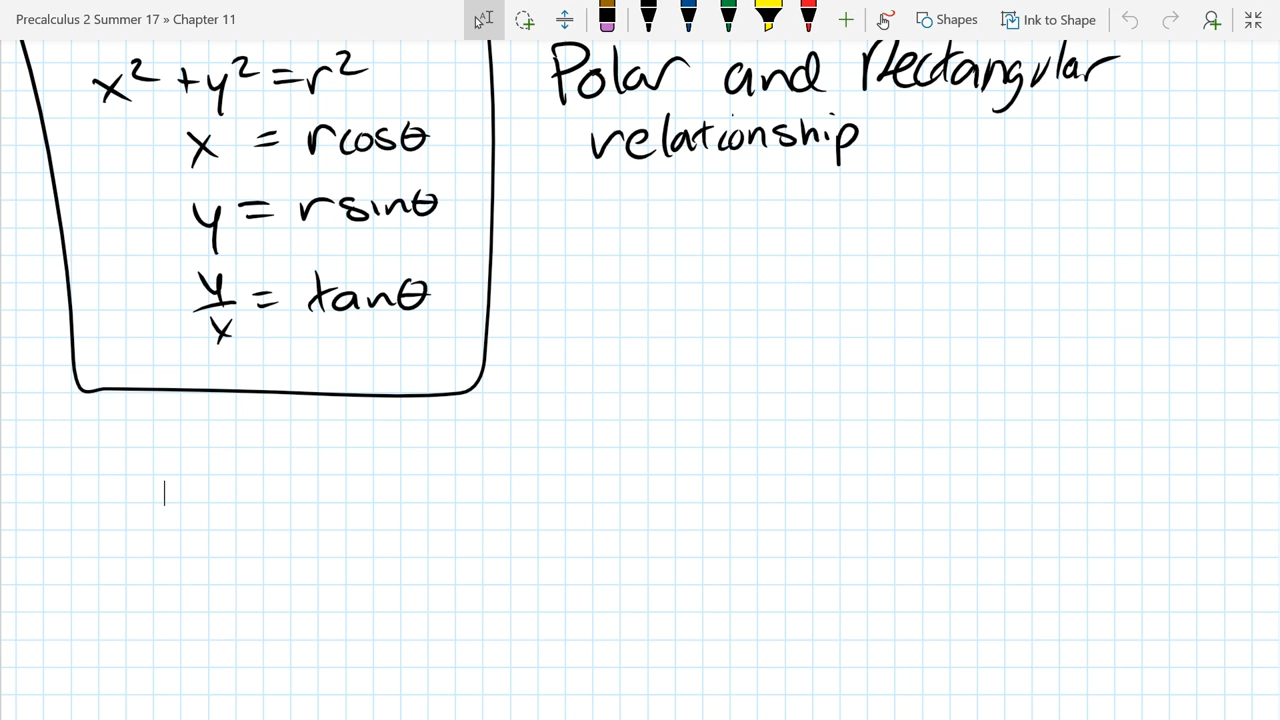 Precalculus 2 Summer 17 » Chapter 11
Shapes
Ink to Shape
x² + y² = r²
x = rcosθ
y = rsinθ
y/x = tanθ
Polar and Rectangular
relationship